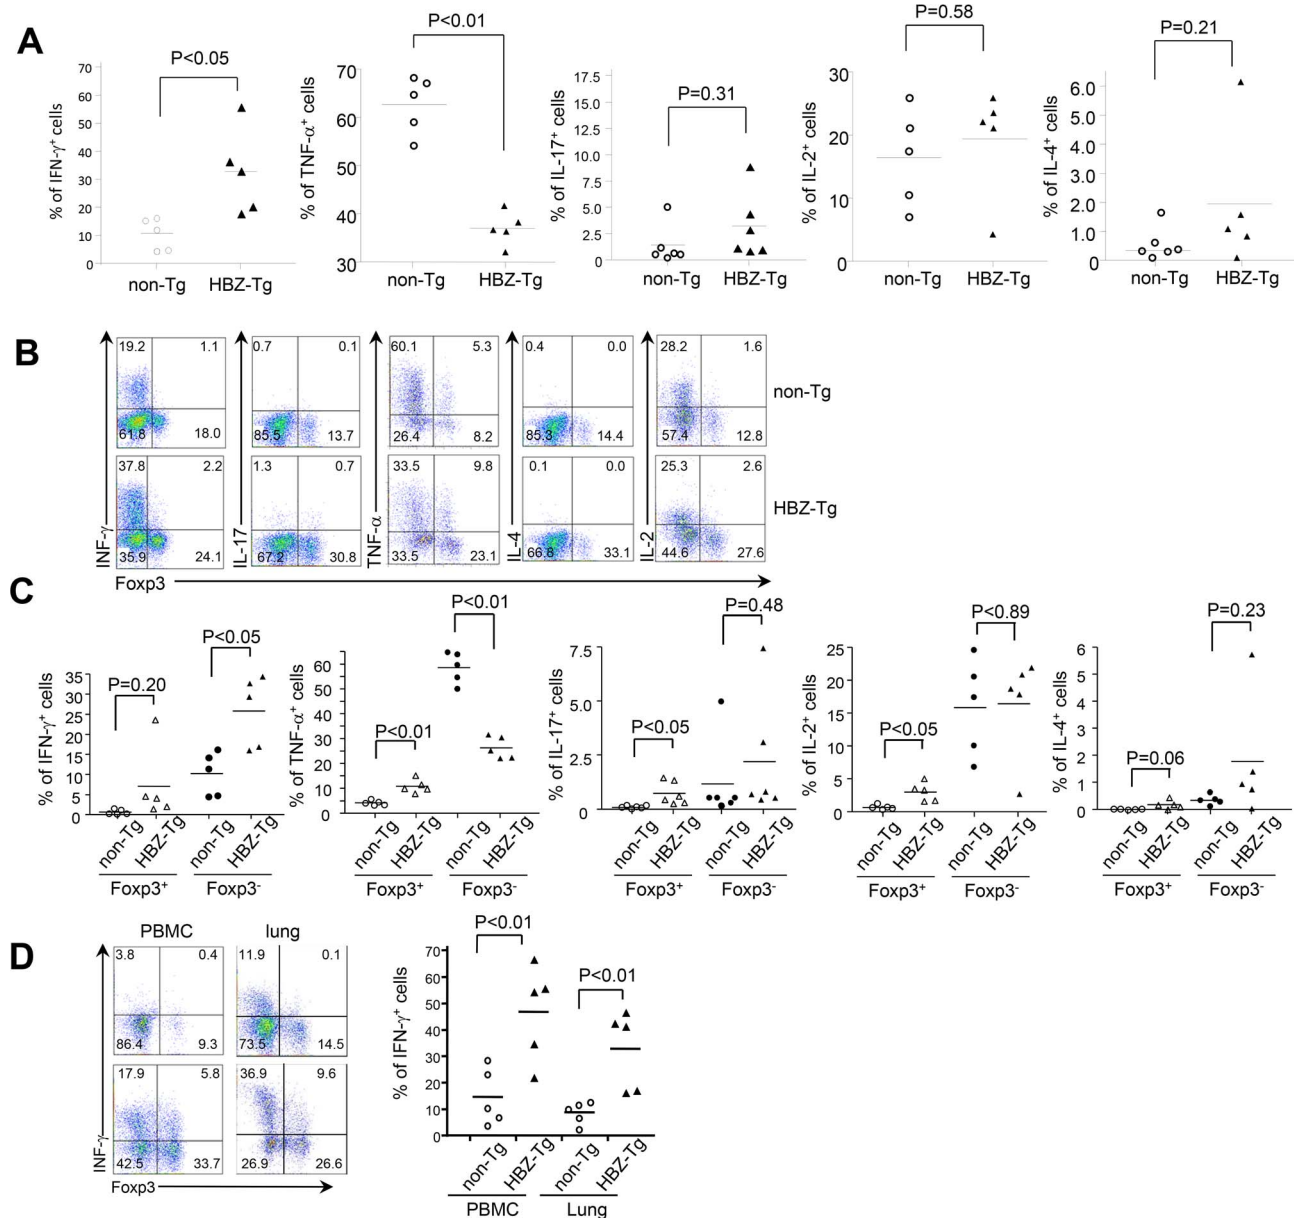 A
P<0.05
% of IFN-γ⁺ cells
70
60
50
40
30
20
10
0
non-Tg HBZ-Tg
P<0.01
% of TNF-α⁺ cells
70
60
50
40
30
non-Tg HBZ-Tg
P=0.31
% of IL-17⁺ cells
17.5
15.0
12.5
10.0
7.5
5.0
2.5
0
non-Tg HBZ-Tg
P=0.58
% of IL-2⁺ cells
30
20
10
0
non-Tg HBZ-Tg
P=0.21
% of IL-4⁺ cells
6.0
5.0
4.0
3.0
2.0
1.0
0
non-Tg HBZ-Tg
B
19.2 1.1 0.7 0.1 60.1 5.3 0.4 0.0 28.2 1.6
non-Tg
61.8 18.0 85.5 13.7 26.4 8.2 85.3 14.4 57.4 12.8
37.8 2.2 1.3 0.7 33.5 9.8 0.1 0.0 25.3 2.6
HBZ-Tg
35.9 24.1 67.2 30.8 33.5 23.1 66.8 33.1 44.6 27.6
INF-γ
IL-17
TNF-α
IL-4
IL-2
Foxp3
C
P=0.20
P<0.05
% of IFN-γ⁺ cells
35
30
25
20
15
10
5
0
non-Tg HBZ-Tg non-Tg HBZ-Tg
Foxp3⁺ Foxp3⁻
P<0.01
P<0.01
% of TNF-α⁺ cells
60
50
40
30
20
10
0
non-Tg HBZ-Tg non-Tg HBZ-Tg
Foxp3⁺ Foxp3⁻
P<0.05
P=0.48
% of IL-17⁺ cells
7.5
5.0
2.5
0
non-Tg HBZ-Tg non-Tg HBZ-Tg
Foxp3⁺ Foxp3⁻
P<0.05
P<0.89
% of IL-2⁺ cells
25
20
15
10
5
0
non-Tg HBZ-Tg non-Tg HBZ-Tg
Foxp3⁺ Foxp3⁻
P=0.06
P=0.23
% of IL-4⁺ cells
6
5
4
3
2
1
0
non-Tg HBZ-Tg non-Tg HBZ-Tg
Foxp3⁺ Foxp3⁻
D
PBMC lung
3.8 0.4 11.9 0.1
86.4 9.3 73.5 14.5
17.9 5.8 36.9 9.6
42.5 33.7 26.9 26.6
INF-γ
Foxp3
P<0.01
P<0.01
% of IFN-γ⁺ cells
70
60
50
40
30
20
10
0
non-Tg HBZ-Tg non-Tg HBZ-Tg
PBMC Lung